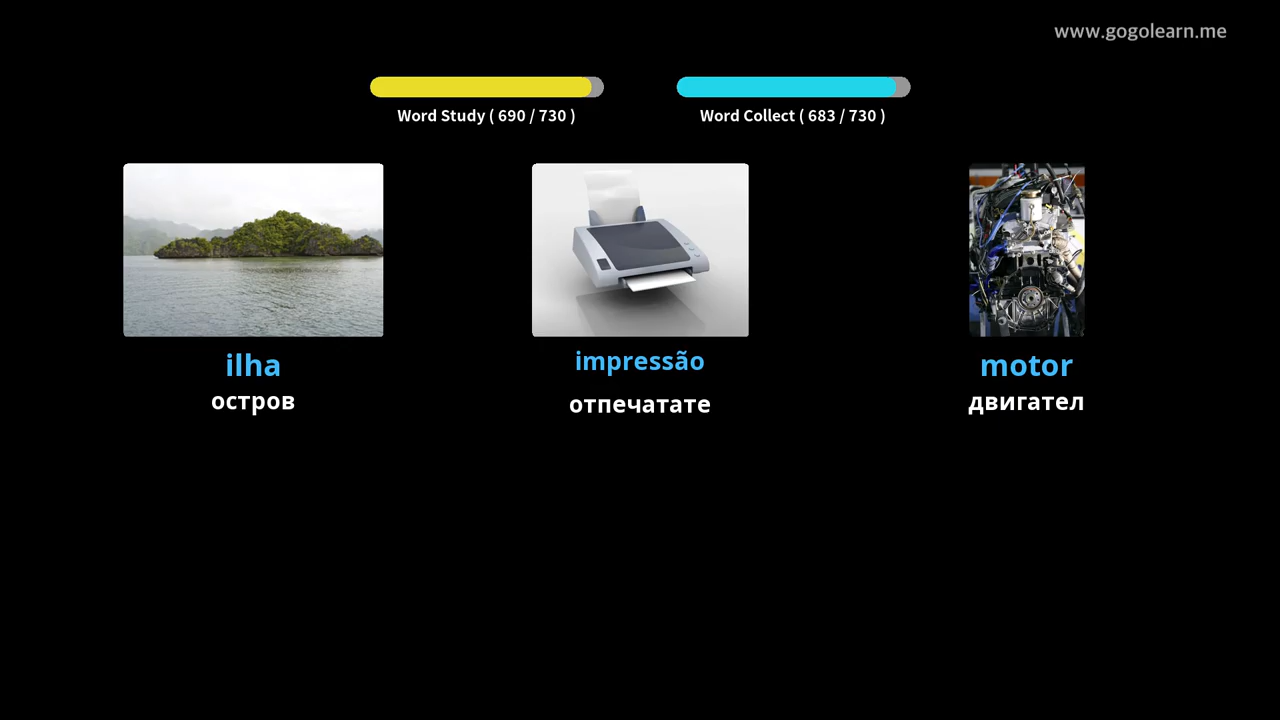 www.gogolearn.me
Word Study ( 690 / 730 )
Word Collect ( 683 / 730 )
ilha
impressão
motor
остров
отпечатате
двигател